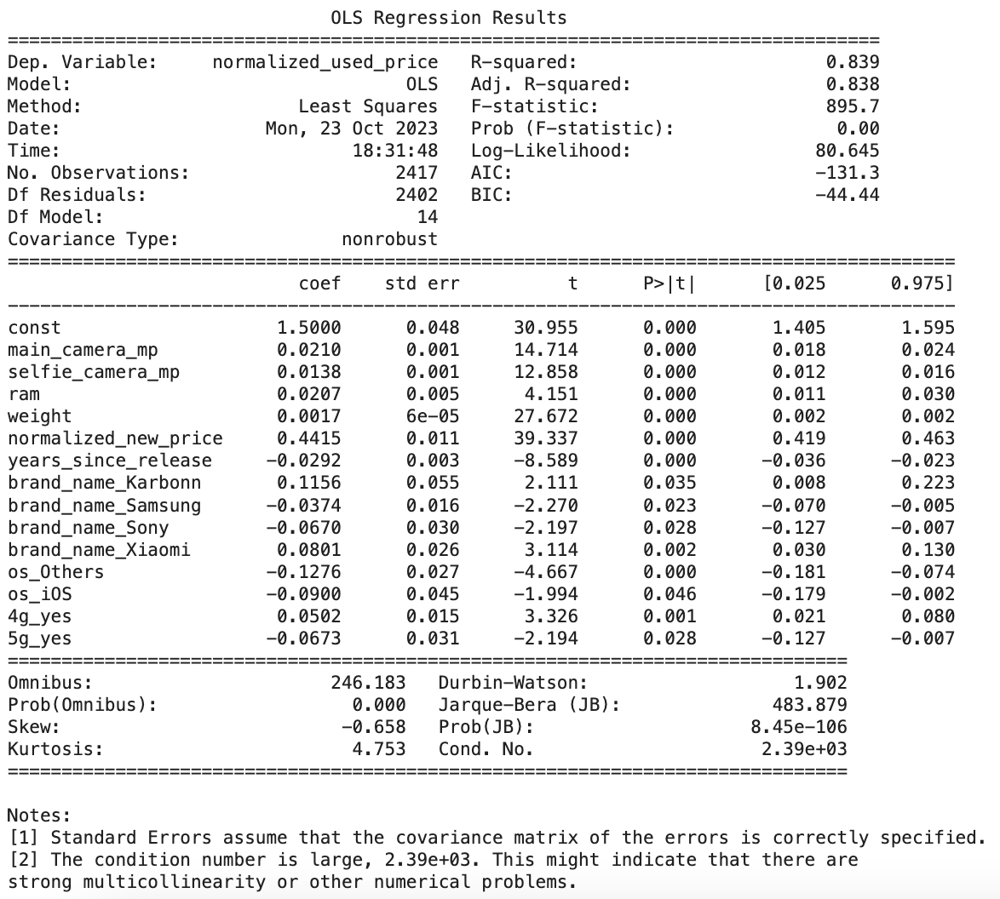 OLS Regression Results
==============================================================================
Dep. Variable: normalized_used_price R-squared: 0.839
Model: OLS Adj. R-squared: 0.838
Method: Least Squares F-statistic: 895.7
Date: Mon, 23 Oct 2023 Prob (F-statistic): 0.00
Time: 18:31:48 Log-Likelihood: 80.645
No. Observations: 2417 AIC: -131.3
Df Residuals: 2402 BIC: -44.44
Df Model: 14
Covariance Type: nonrobust
==============================================================================
coef std err t P>|t| [0.025 0.975]
------------------------------------------------------------------------------
const 1.5000 0.048 30.955 0.000 1.405 1.595
main_camera_mp 0.0210 0.001 14.714 0.000 0.018 0.024
selfie_camera_mp 0.0138 0.001 12.858 0.000 0.012 0.016
ram 0.0207 0.005 4.151 0.000 0.011 0.030
weight 0.0017 6e-05 27.672 0.000 0.002 0.002
normalized_new_price 0.4415 0.011 39.337 0.000 0.419 0.463
years_since_release -0.0292 0.003 -8.589 0.000 -0.036 -0.023
brand_name_Karbonn 0.1156 0.055 2.111 0.035 0.008 0.223
brand_name_Samsung -0.0374 0.016 -2.270 0.023 -0.070 -0.005
brand_name_Sony -0.0670 0.030 -2.197 0.028 -0.127 -0.007
brand_name_Xiaomi 0.0801 0.026 3.114 0.002 0.030 0.130
os_Others -0.1276 0.027 -4.667 0.000 -0.181 -0.074
os_iOS -0.0900 0.045 -1.994 0.046 -0.179 -0.002
4g_yes 0.0502 0.015 3.326 0.001 0.021 0.080
5g_yes -0.0673 0.031 -2.194 0.028 -0.127 -0.007
==============================================================================
Omnibus: 246.183 Durbin-Watson: 1.902
Prob(Omnibus): 0.000 Jarque-Bera (JB): 483.879
Skew: -0.658 Prob(JB): 8.45e-106
Kurtosis: 4.753 Cond. No. 2.39e+03
==============================================================================
Notes:
[1] Standard Errors assume that the covariance matrix of the errors is correctly specified.
[2] The condition number is large, 2.39e+03. This might indicate that there are
strong multicollinearity or other numerical problems.